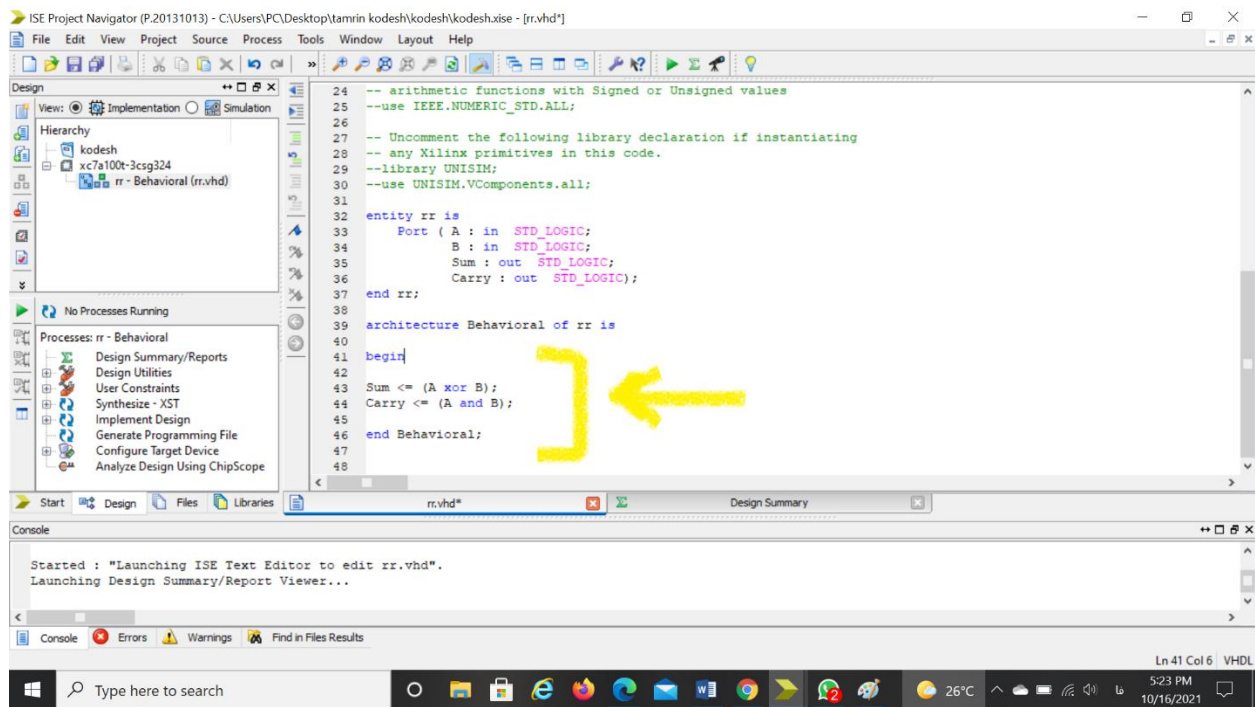 ISE Project Navigator (P.20131013) - C:\Users\PC\Desktop\tamrin kodesh\kodesh\kodesh.xise - [rr.vhd*]
File Edit View Project Source Process Tools Window Layout Help
Design
View: Implementation Simulation
Hierarchy
kodesh
xc7a100t-3csg324
rr - Behavioral (rr.vhd)
No Processes Running
Processes: rr - Behavioral
Design Summary/Reports
Design Utilities
User Constraints
Synthesize - XST
Implement Design
Generate Programming File
Configure Target Device
Analyze Design Using ChipScope
Start Design Files Libraries
24 -- arithmetic functions with Signed or Unsigned values
25 --use IEEE.NUMERIC_STD.ALL;
26
27 -- Uncomment the following library declaration if instantiating
28 -- any Xilinx primitives in this code.
29 --library UNISIM;
30 --use UNISIM.VComponents.all;
31
32 entity rr is
33 Port ( A : in STD_LOGIC;
34 B : in STD_LOGIC;
35 Sum : out STD_LOGIC;
36 Carry : out STD_LOGIC);
37 end rr;
38
39 architecture Behavioral of rr is
40
41 begin
42
43 Sum <= (A xor B);
44 Carry <= (A and B);
45
46 end Behavioral;
47
48
rr.vhd* Design Summary
Console
Started : "Launching ISE Text Editor to edit rr.vhd".
Launching Design Summary/Report Viewer...
Console Errors Warnings Find in Files Results
Ln 41 Col 6 VHDL
Type here to search
26°C
فا
5:23 PM
10/16/2021